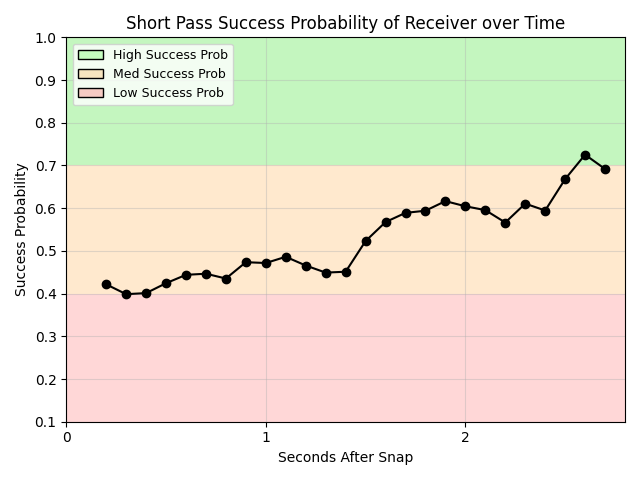 Short Pass Success Probability of Receiver over Time
High Success Prob
Med Success Prob
Low Success Prob
Success Probability
1.0
0.9
0.8
0.7
0.6
0.5
0.4
0.3
0.2
0.1
0 1 2
Seconds After Snap